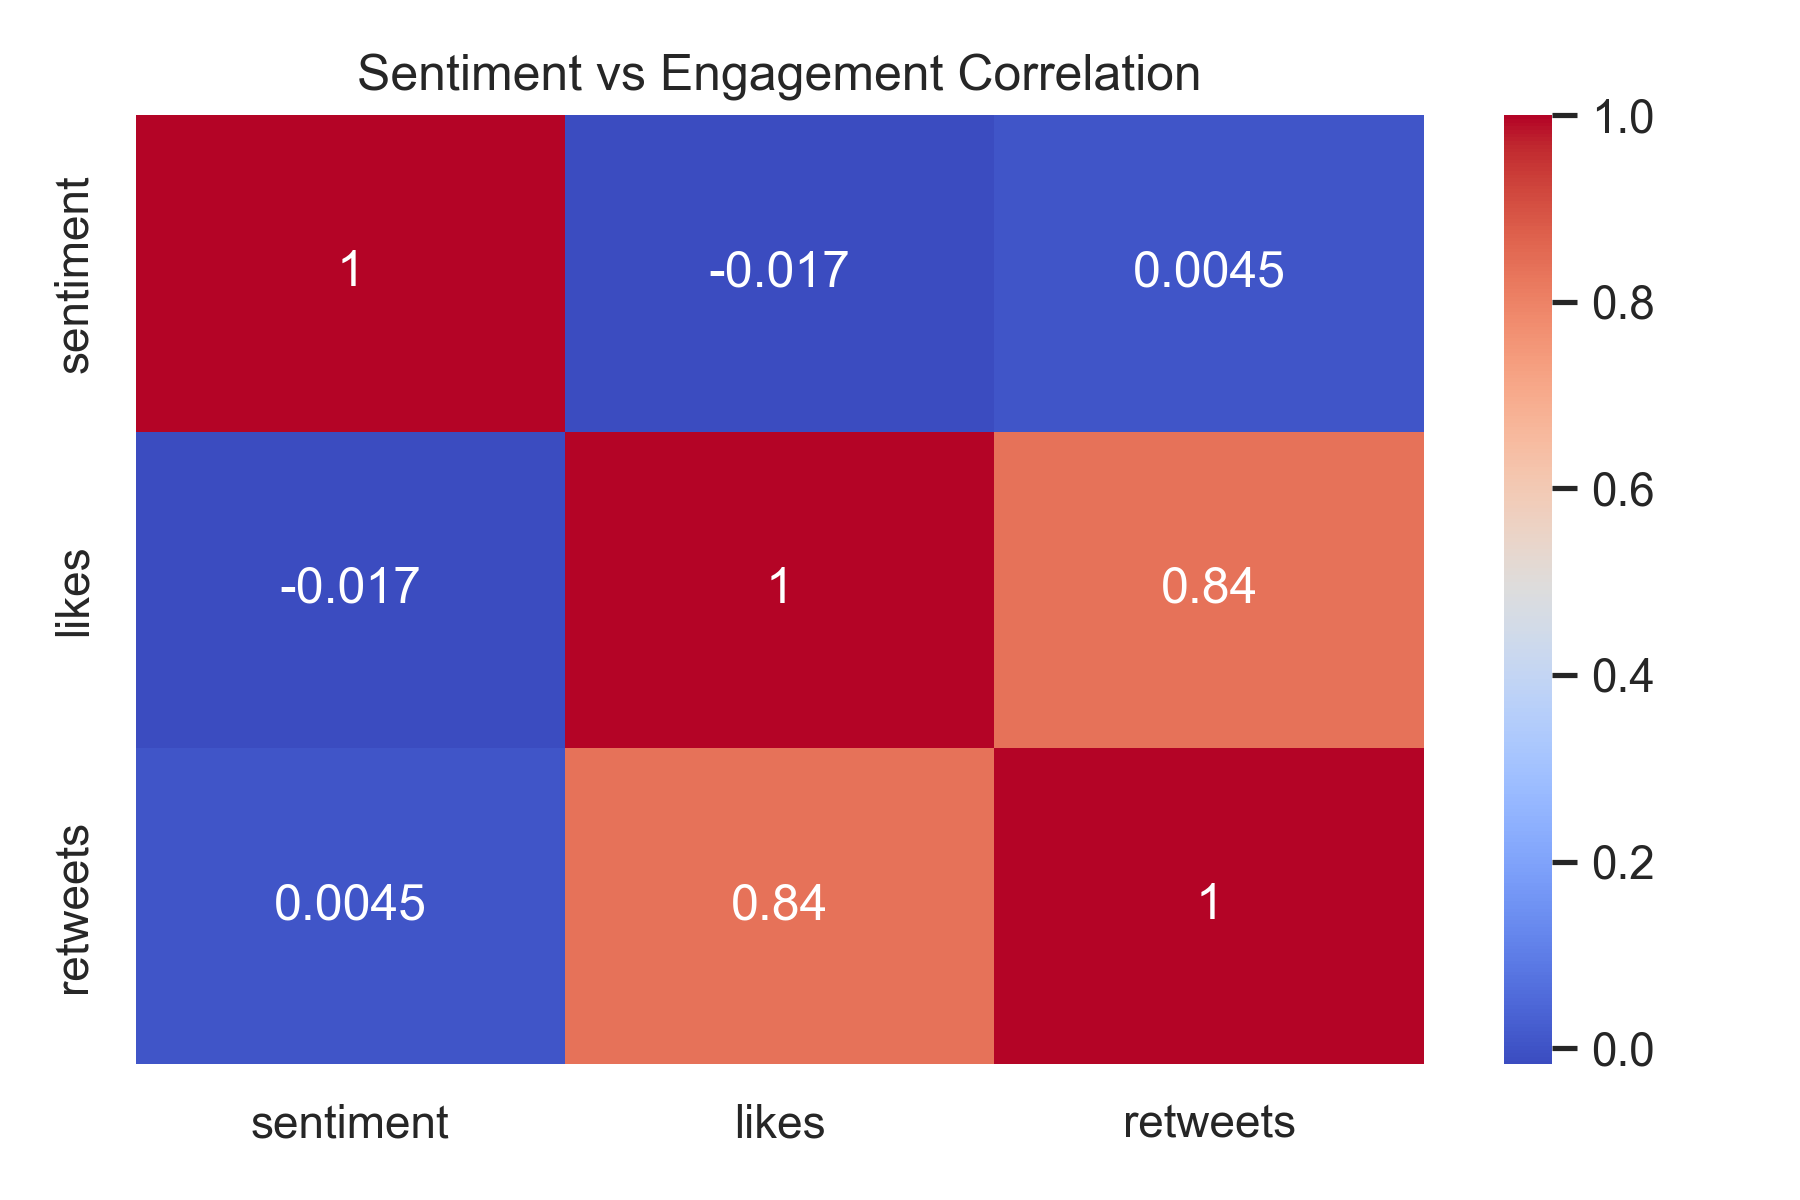 Sentiment vs Engagement Correlation
sentiment
1
-0.017
0.0045
likes
-0.017
1
0.84
retweets
0.0045
0.84
1
sentiment
likes
retweets
1.0
0.8
0.6
0.4
0.2
0.0